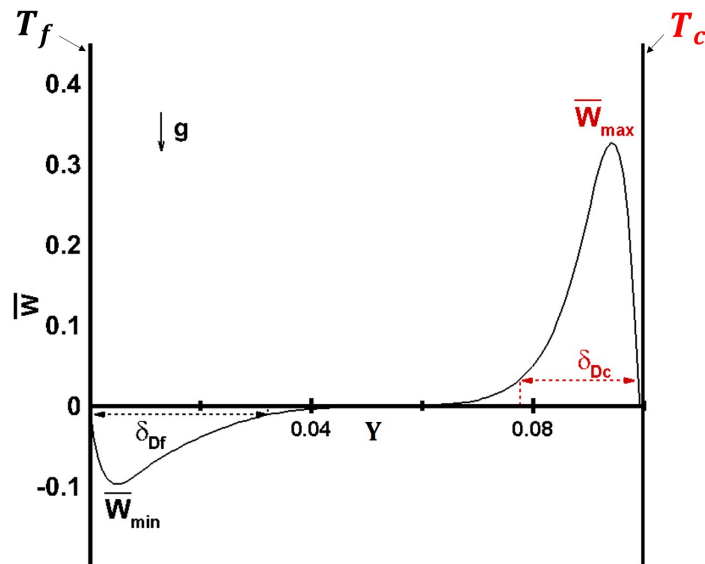 T_f
T_c
0.4
g
W̅_max
0.3
0.2
W̅
0.1
δ_Dc
0
δ_Df
0.04
Y
0.08
-0.1
W̅_min